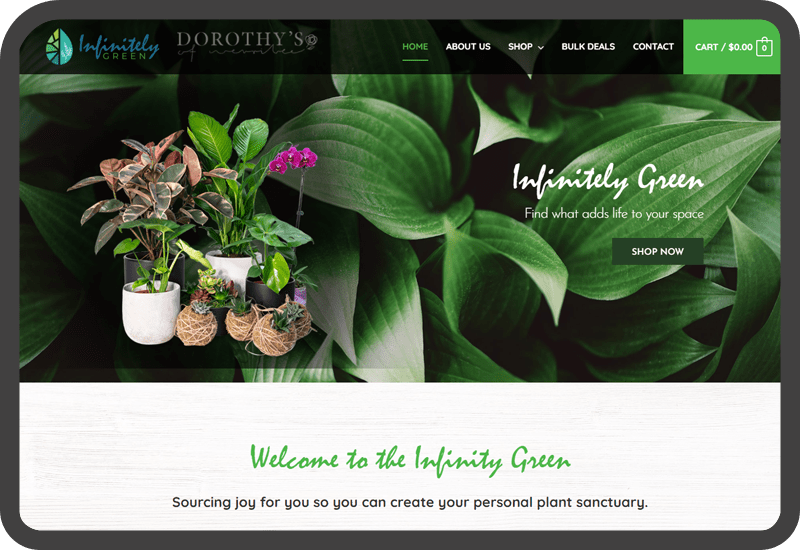 Infinitely
GREEN
DOROTHY'S
of neerdies
HOME
ABOUT US
SHOP
BULK DEALS
CONTACT
CART / $0.00
0
Infinitely Green
Find what adds life to your space
SHOP NOW
Welcome to the Infinity Green
Sourcing joy for you so you can create your personal plant sanctuary.